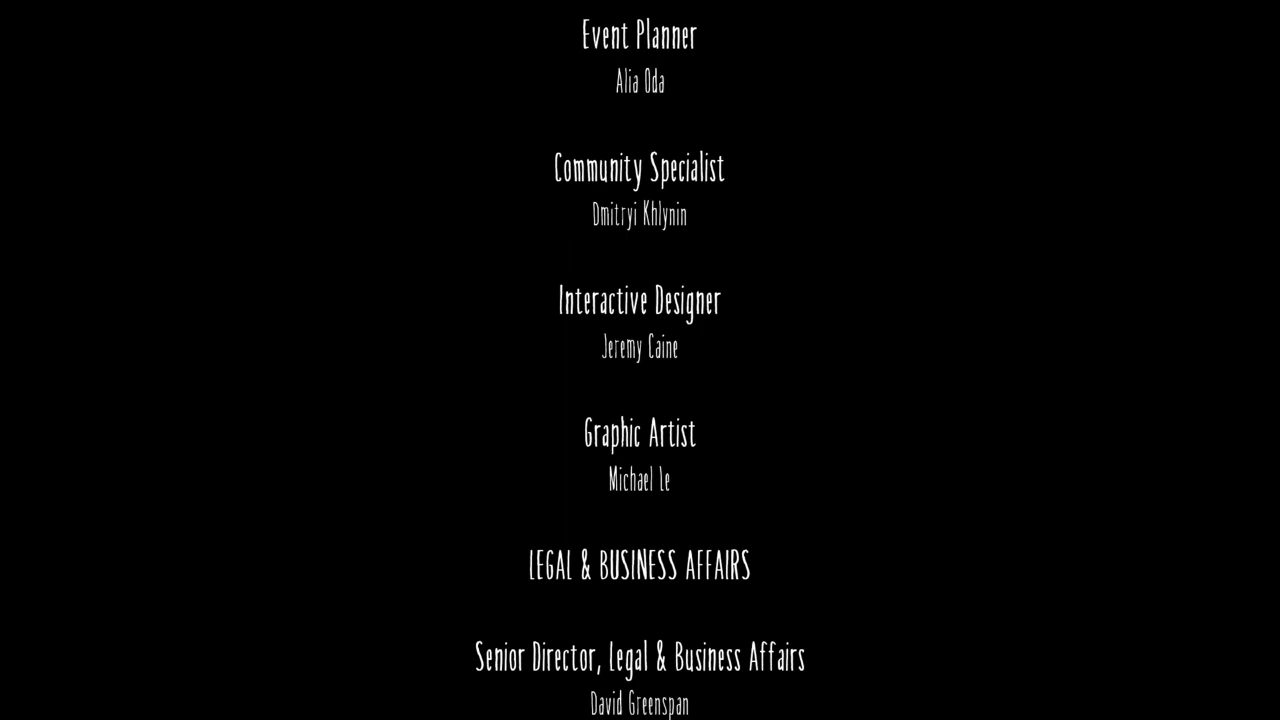 Event Planner
Alia Oda
Community Specialist
Dmitryi Khlynin
Interactive Designer
Jeremy Caine
Graphic Artist
Michael Le
LEGAL & BUSINESS AFFAIRS
Senior Director, Legal & Business Affairs
David Greenspan